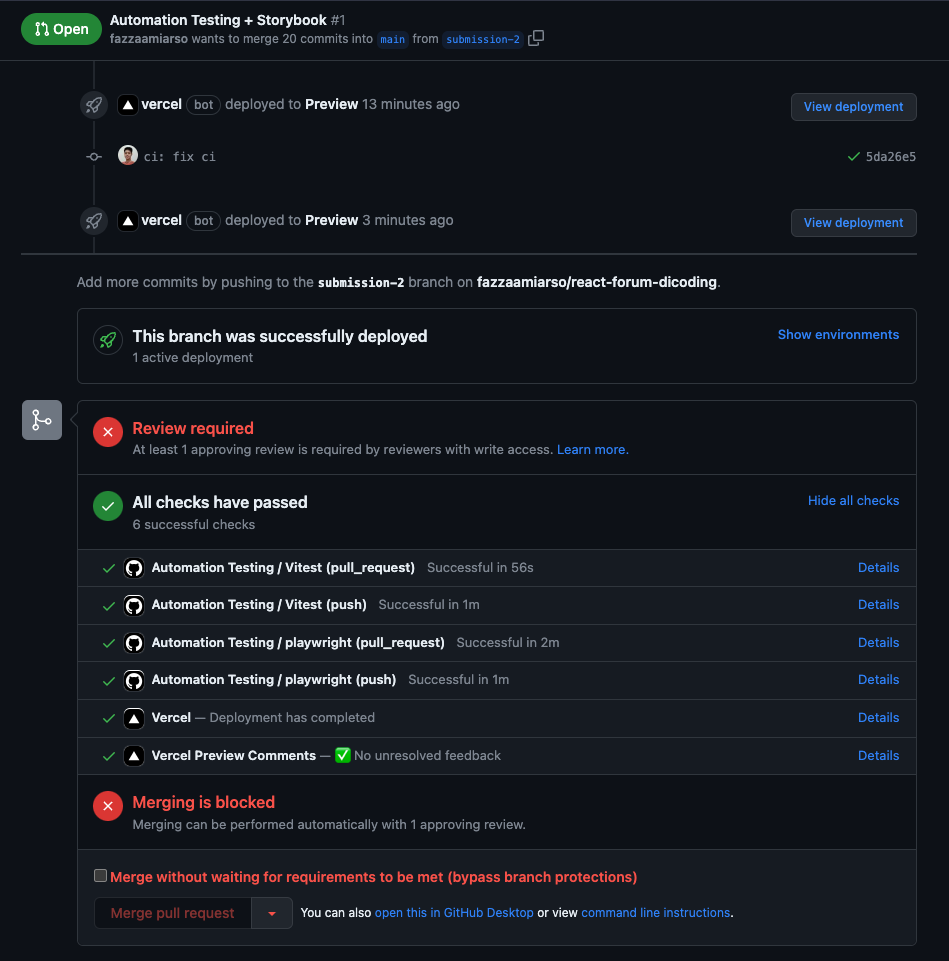 Open
Automation Testing + Storybook #1
fazzaamiarso wants to merge 20 commits into main from submission-2
vercel bot deployed to Preview 13 minutes ago
View deployment
ci: fix ci
5da26e5
vercel bot deployed to Preview 3 minutes ago
View deployment
Add more commits by pushing to the submission-2 branch on fazzaamiarso/react-forum-dicoding.
This branch was successfully deployed
Show environments
1 active deployment
Review required
At least 1 approving review is required by reviewers with write access. Learn more.
All checks have passed
Hide all checks
6 successful checks
Automation Testing / Vitest (pull_request) Successful in 56s Details
Automation Testing / Vitest (push) Successful in 1m Details
Automation Testing / playwright (pull_request) Successful in 2m Details
Automation Testing / playwright (push) Successful in 1m Details
Vercel — Deployment has completed Details
Vercel Preview Comments — ✅ No unresolved feedback Details
Merging is blocked
Merging can be performed automatically with 1 approving review.
Merge without waiting for requirements to be met (bypass branch protections)
Merge pull request
You can also open this in GitHub Desktop or view command line instructions.